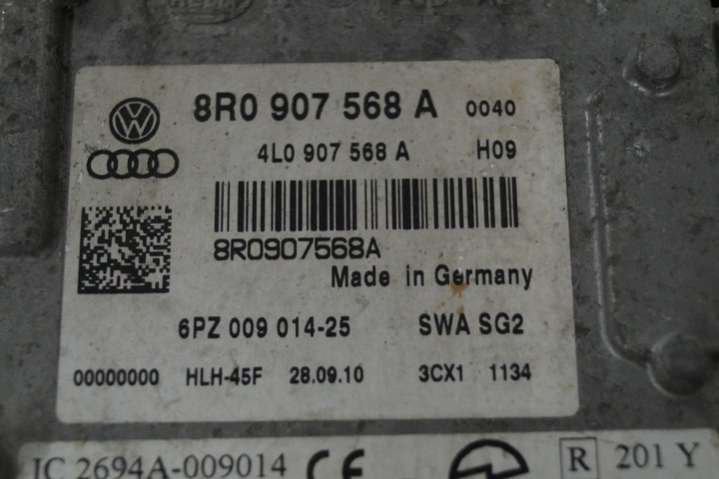 8R0 907 568 A 0040
4L0 907 568 A H09
8R0907568A
Made in Germany
6PZ 009 014-25 SWA SG2
00000000 HLH-45F 28.09.10 3CX1 1134
IC 2694A-009014 CE R 201 Y